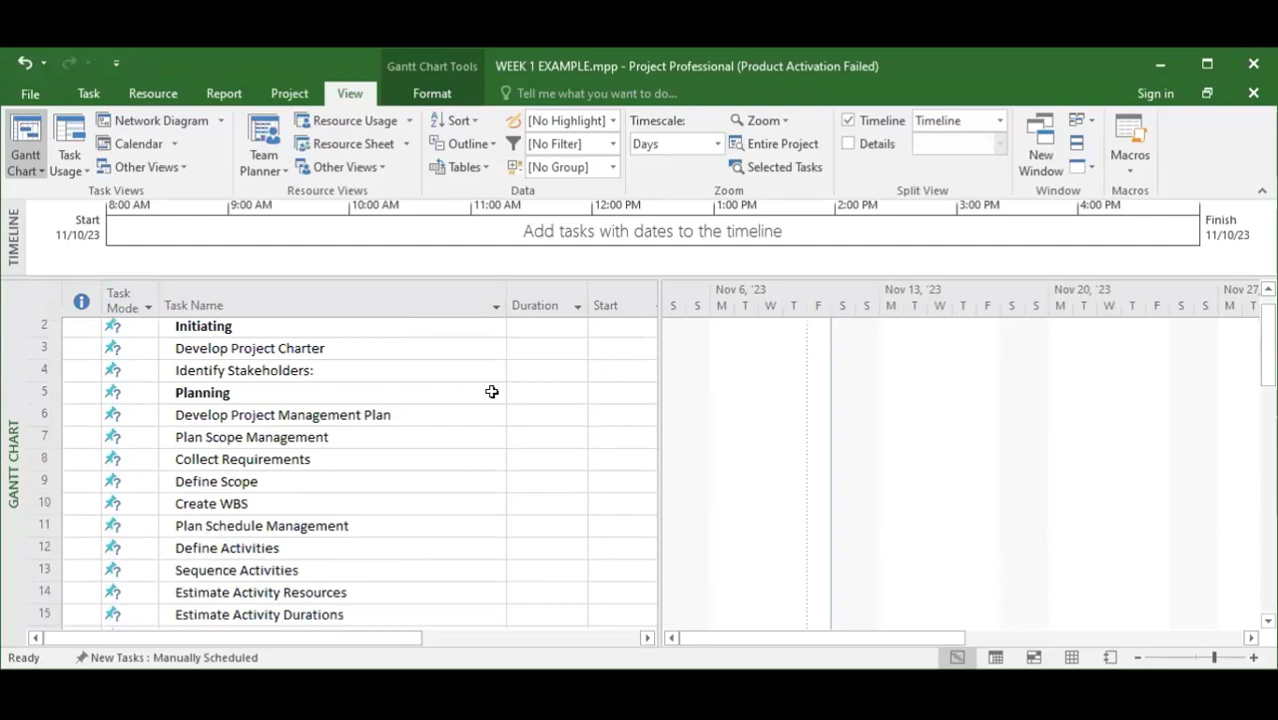 Gantt Chart Tools
WEEK 1 EXAMPLE.mpp - Project Professional (Product Activation Failed)
File
Task
Resource
Report
Project
View
Format
Tell me what you want to do...
Sign in
Gantt
Chart
Task
Usage
Network Diagram
Calendar
Other Views
Task Views
Team
Planner
Resource Usage
Resource Sheet
Other Views
Resource Views
Sort
Outline
Tables
[No Highlight]
[No Filter]
[No Group]
Data
Timescale:
Days
Zoom
Entire Project
Selected Tasks
Zoom
Timeline
Timeline
Details
Split View
New
Window
Window
Macros
Macros
TIMELINE
Start
11/10/23
8:00 AM
9:00 AM
10:00 AM
11:00 AM
12:00 PM
1:00 PM
2:00 PM
3:00 PM
4:00 PM
Add tasks with dates to the timeline
Finish
11/10/23
GANTT CHART
Task
Mode
Task Name
Duration
Start
Nov 6, '23
Nov 13, '23
Nov 20, '23
Nov 27,
S S M T W T F S S M T W T F S S M T W T F S S M T
2 Initiating
3 Develop Project Charter
4 Identify Stakeholders:
5 Planning
6 Develop Project Management Plan
7 Plan Scope Management
8 Collect Requirements
9 Define Scope
10 Create WBS
11 Plan Schedule Management
12 Define Activities
13 Sequence Activities
14 Estimate Activity Resources
15 Estimate Activity Durations
Ready
New Tasks : Manually Scheduled